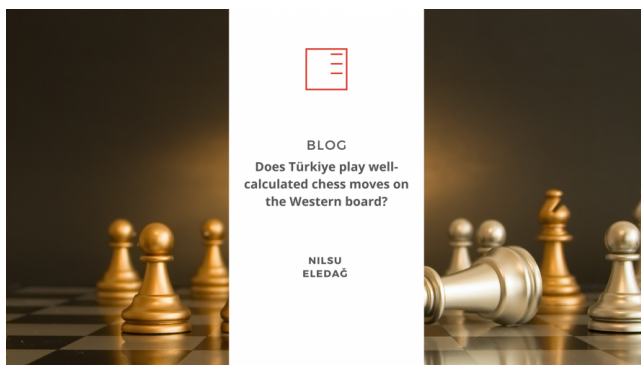 BLOG
Does Türkiye play well-
calculated chess moves on
the Western board?
NILSU
ELEDAĞ